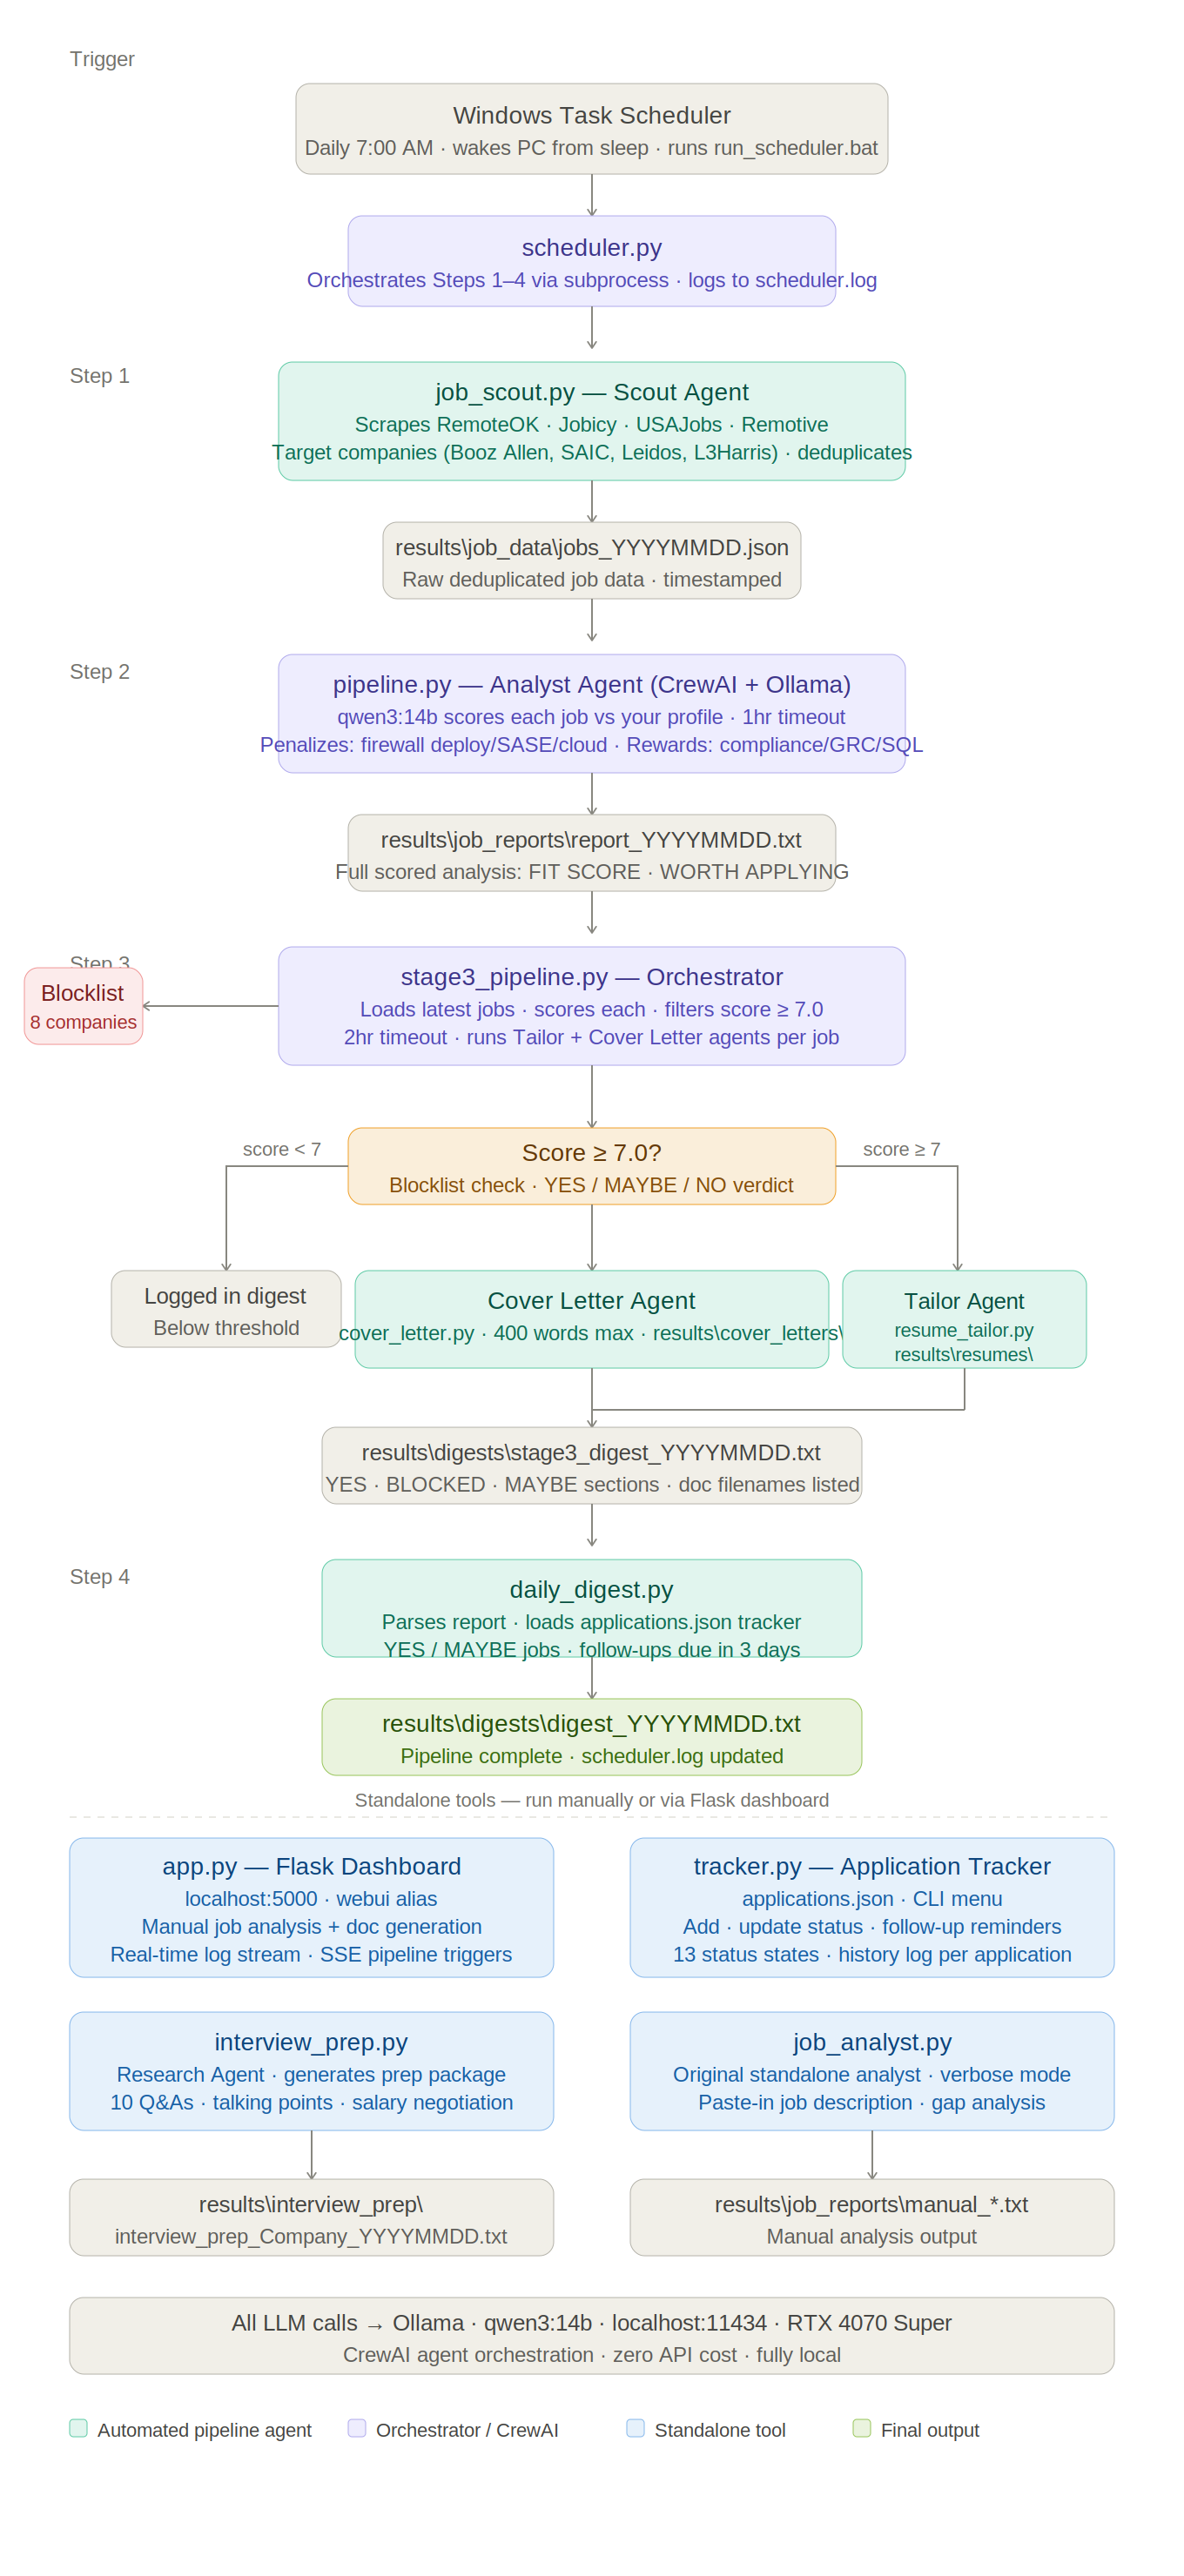 Trigger
Windows Task Scheduler
Daily 7:00 AM · wakes PC from sleep · runs run_scheduler.bat
scheduler.py
Orchestrates Steps 1–4 via subprocess · logs to scheduler.log
Step 1
job_scout.py — Scout Agent
Scrapes RemoteOK · Jobicy · USAJobs · Remotive
Target companies (Booz Allen, SAIC, Leidos, L3Harris) · deduplicates
results\job_data\jobs_YYYYMMDD.json
Raw deduplicated job data · timestamped
Step 2
pipeline.py — Analyst Agent (CrewAI + Ollama)
qwen3:14b scores each job vs your profile · 1hr timeout
Penalizes: firewall deploy/SASE/cloud · Rewards: compliance/GRC/SQL
results\job_reports\report_YYYYMMDD.txt
Full scored analysis: FIT SCORE · WORTH APPLYING
Step 3
Blocklist
8 companies
stage3_pipeline.py — Orchestrator
Loads latest jobs · scores each · filters score ≥ 7.0
2hr timeout · runs Tailor + Cover Letter agents per job
score < 7
Score ≥ 7.0?
Blocklist check · YES / MAYBE / NO verdict
score ≥ 7
Logged in digest
Below threshold
Cover Letter Agent
cover_letter.py · 400 words max · results\cover_letters\
Tailor Agent
resume_tailor.py
results\resumes\
results\digests\stage3_digest_YYYYMMDD.txt
YES · BLOCKED · MAYBE sections · doc filenames listed
Step 4
daily_digest.py
Parses report · loads applications.json tracker
YES / MAYBE jobs · follow-ups due in 3 days
results\digests\digest_YYYYMMDD.txt
Pipeline complete · scheduler.log updated
Standalone tools — run manually or via Flask dashboard
app.py — Flask Dashboard
localhost:5000 · webui alias
Manual job analysis + doc generation
Real-time log stream · SSE pipeline triggers
tracker.py — Application Tracker
applications.json · CLI menu
Add · update status · follow-up reminders
13 status states · history log per application
interview_prep.py
Research Agent · generates prep package
10 Q&As · talking points · salary negotiation
job_analyst.py
Original standalone analyst · verbose mode
Paste-in job description · gap analysis
results\interview_prep\
interview_prep_Company_YYYYMMDD.txt
results\job_reports\manual_*.txt
Manual analysis output
All LLM calls → Ollama · qwen3:14b · localhost:11434 · RTX 4070 Super
CrewAI agent orchestration · zero API cost · fully local
Automated pipeline agent
Orchestrator / CrewAI
Standalone tool
Final output